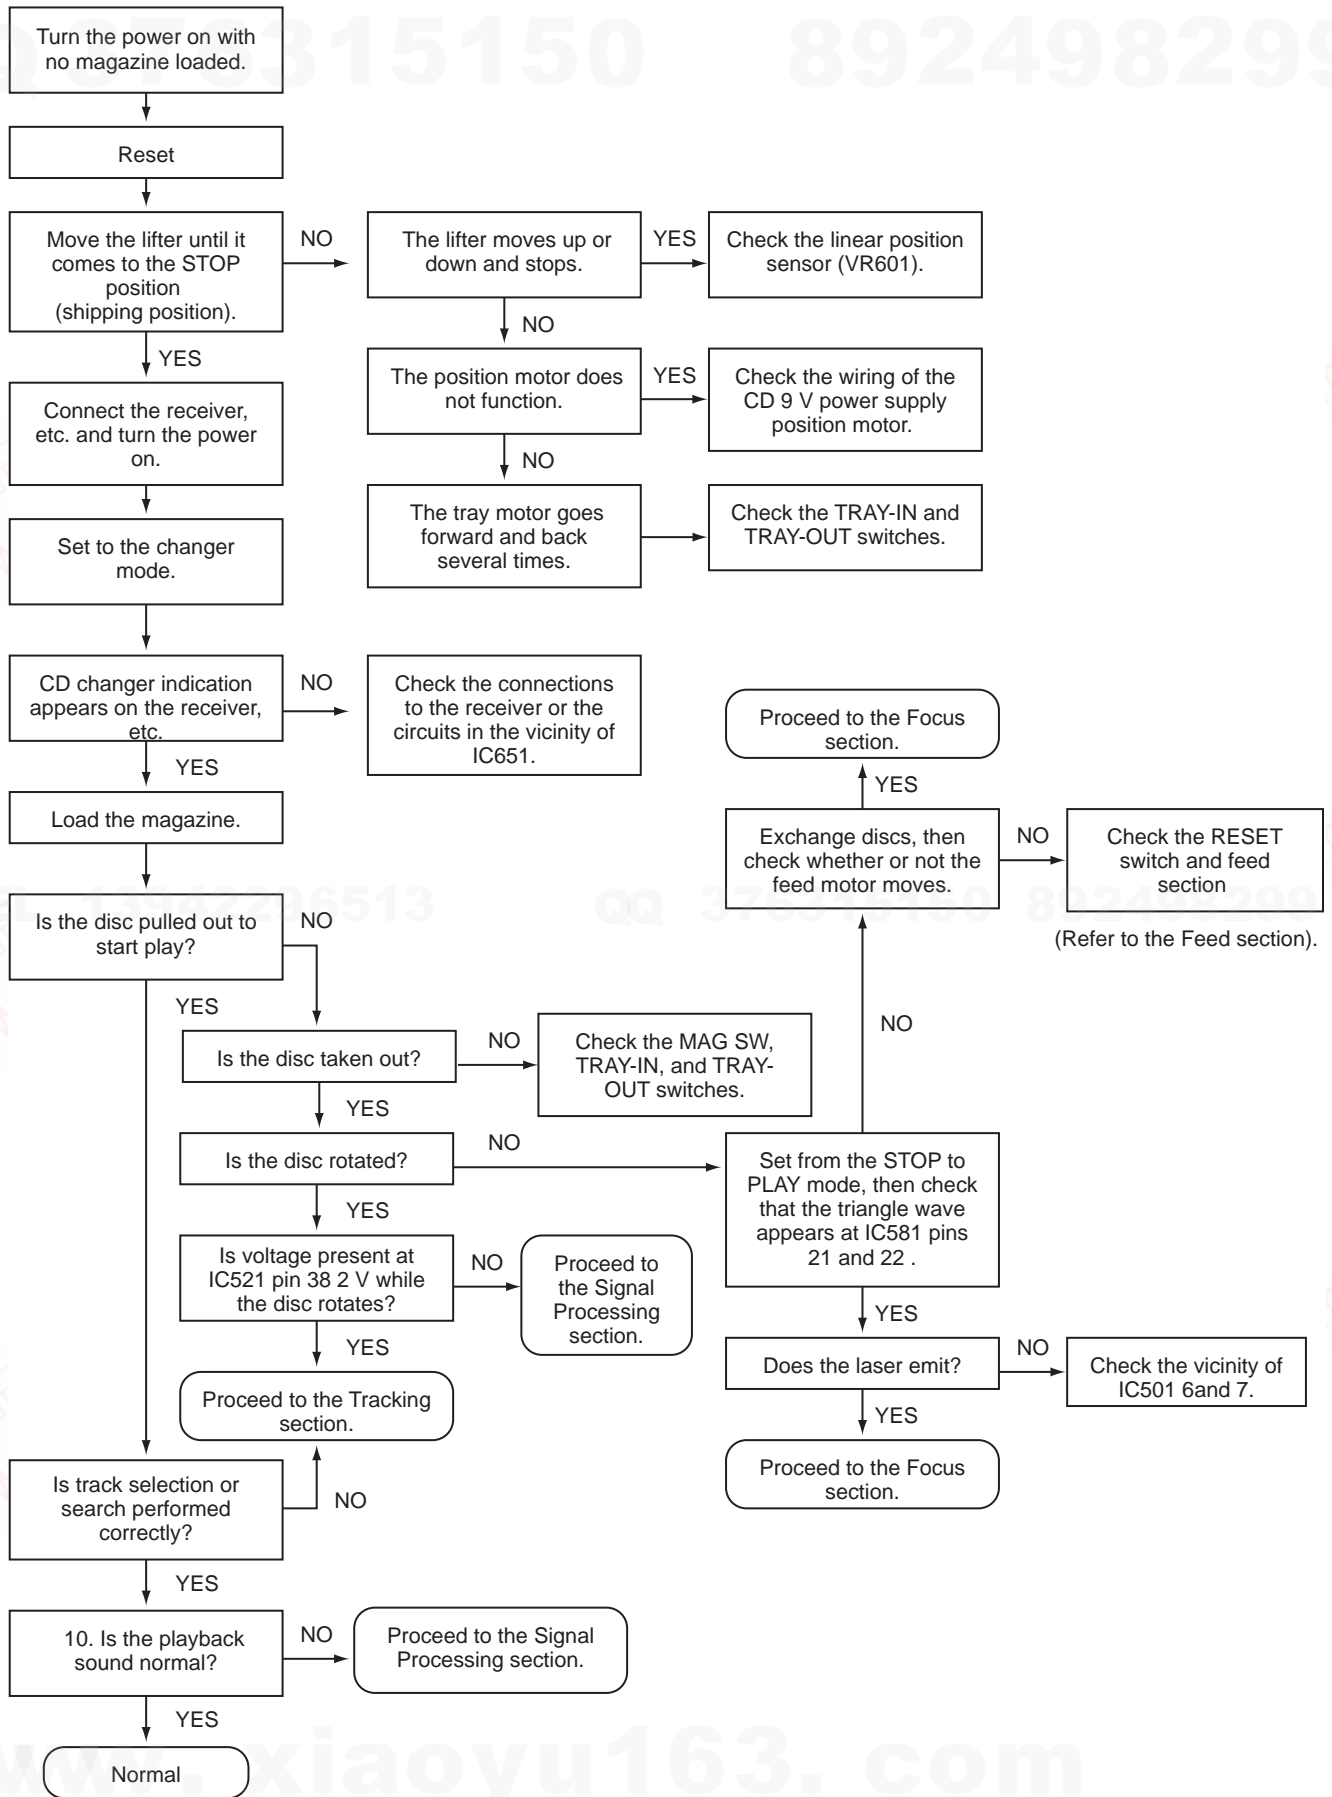 Turn the power on with
no magazine loaded.
Reset
Move the lifter until it
comes to the STOP
position
(shipping position).
NO
The lifter moves up or
down and stops.
YES
Check the linear position
sensor (VR601).
NO
YES
The position motor does
not function.
YES
Check the wiring of the
CD 9 V power supply
position motor.
Connect the receiver,
etc. and turn the power
on.
NO
The tray motor goes
forward and back
several times.
Check the TRAY-IN and
TRAY-OUT switches.
Set to the changer
mode.
CD changer indication
appears on the receiver,
etc.
NO
Check the connections
to the receiver or the
circuits in the vicinity of
IC651.
YES
Load the magazine.
Proceed to the Focus
section.
YES
Exchange discs, then
check whether or not the
feed motor moves.
NO
Check the RESET
switch and feed
section
(Refer to the Feed section).
Is the disc pulled out to
start play?
NO
YES
NO
Is the disc taken out?
NO
Check the MAG SW,
TRAY-IN, and TRAY-
OUT switches.
YES
Is the disc rotated?
NO
Set from the STOP to
PLAY mode, then check
that the triangle wave
appears at IC581 pins
21 and 22 .
YES
Is voltage present at
IC521 pin 38 2 V while
the disc rotates?
NO
Proceed to
the Signal
Processing
section.
YES
YES
Does the laser emit?
NO
Check the vicinity of
IC501 6and 7.
Proceed to the Tracking
section.
YES
Proceed to the Focus
section.
Is track selection or
search performed
correctly?
NO
YES
10. Is the playback
sound normal?
NO
Proceed to the Signal
Processing section.
YES
Normal
376315150
892498299
13942296513
QQ 376315150 892498299
www.xiaoyu163.com